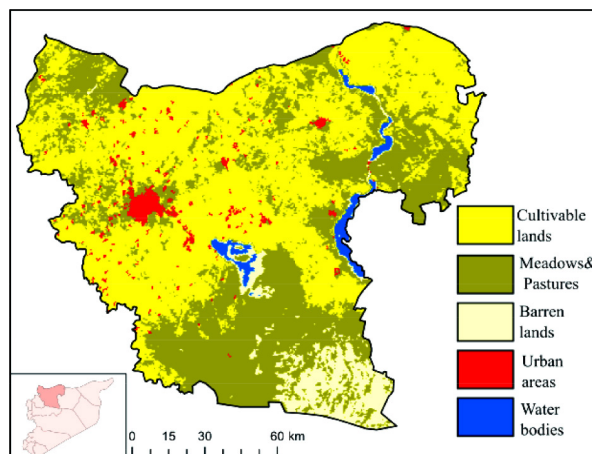 Cultivable
lands
Meadows&
Pastures
Barren
lands
Urban
areas
Water
bodies
0 15 30 60 km